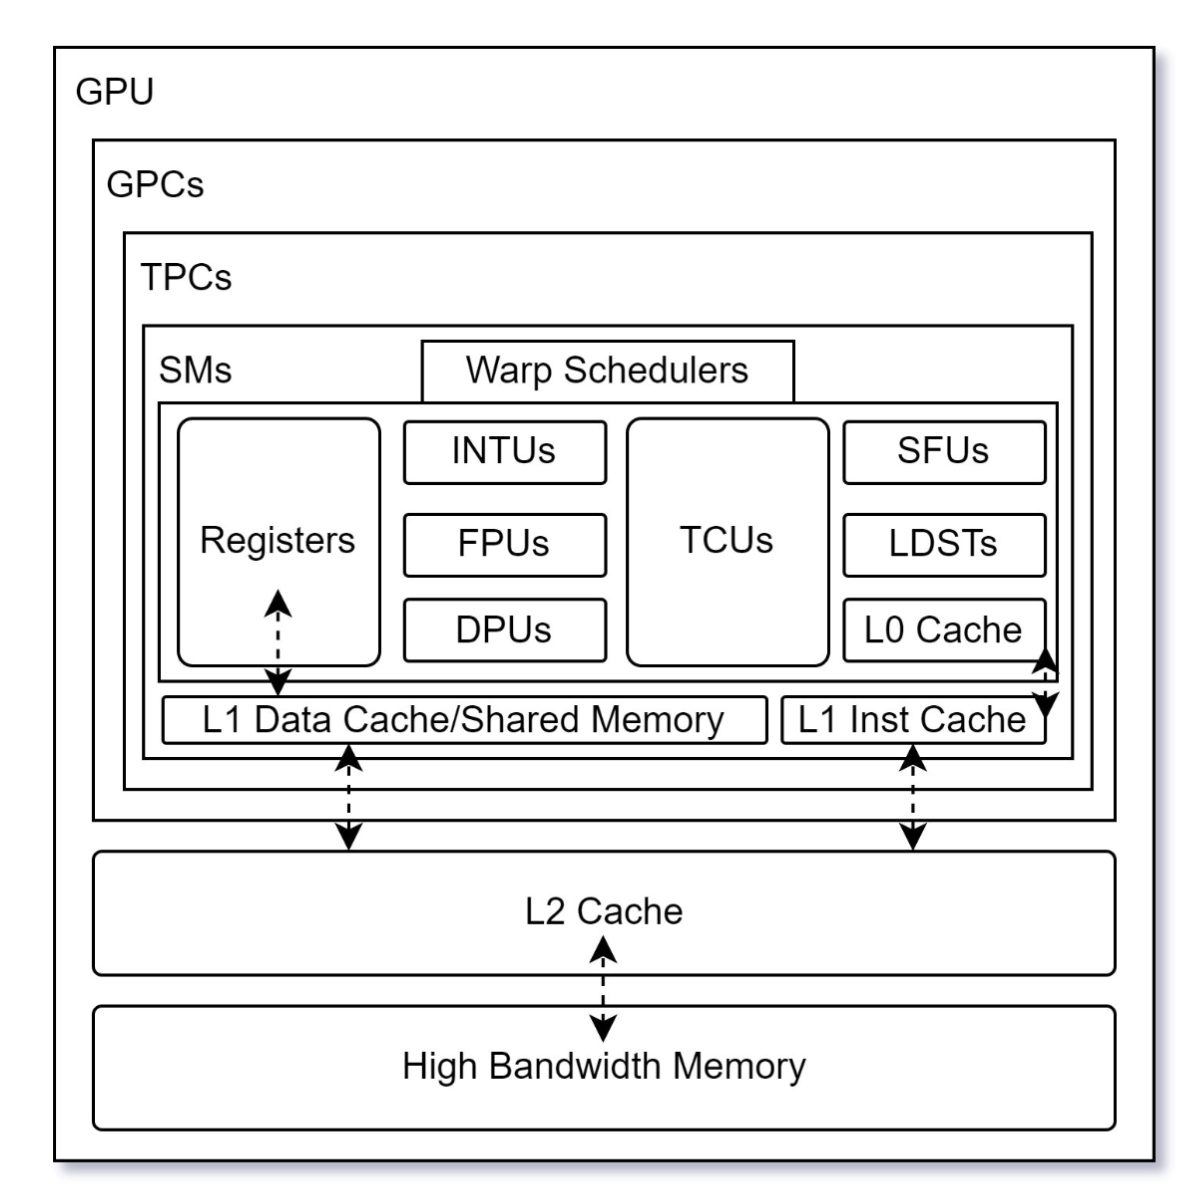 GPU
GPCs
TPCs
SMs
Warp Schedulers
Registers
INTUs
FPUs
DPUs
TCUs
SFUs
LDSTs
L0 Cache
L1 Data Cache/Shared Memory
L1 Inst Cache
L2 Cache
High Bandwidth Memory